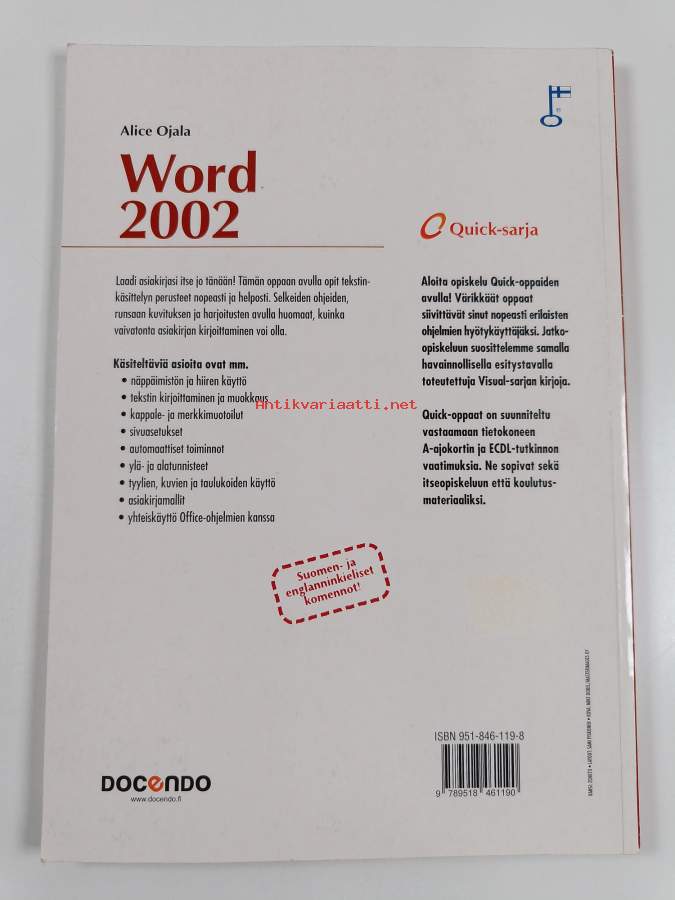 Alice Ojala
Word
2002
Laadi asiakirjasi itse jo tänään! Tämän oppaan avulla opit tekstin-
käsittelyn perusteet nopeasti ja helposti. Selkeiden ohjeiden,
runsaan kuvituksen ja harjoitusten avulla huomaat, kuinka
vaivatonta asiakirjan kirjoittaminen voi olla.
Käsiteltäviä asioita ovat mm.
• näppäimistön ja hiiren käyttö
• tekstin kirjoittaminen ja muokkaus
• kappale- ja merkkimuotoilut
• sivuasetukset
• automaattiset toiminnot
• ylä- ja alatunnisteet
• tyylien, kuvien ja taulukoiden käyttö
• asiakirjamallit
• yhteiskäyttö Office-ohjelmien kanssa
Antikvariaatti.net
Quick-sarja
Aloita opiskelu Quick-oppaiden
avulla! Värikkäät oppaat
siivittävät sinut nopeasti erilaisten
ohjelmien hyötykäyttäjäksi. Jatko-
opiskeluun suosittelemme samalla
havainnollisella esitystavalla
toteutettuja Visual-sarjan kirjoja.
Quick-oppaat on suunniteltu
vastaamaan tietokoneen
A-ajokortin ja ECDL-tutkinnon
vaatimuksia. Ne sopivat sekä
itseopiskeluun että koulutus-
materiaaliksi.
Suomen- ja
englanninkieliset
komennot!
ISBN 951-846-119-8
9 789518 461190
DOCENDO
www.docendo.fi